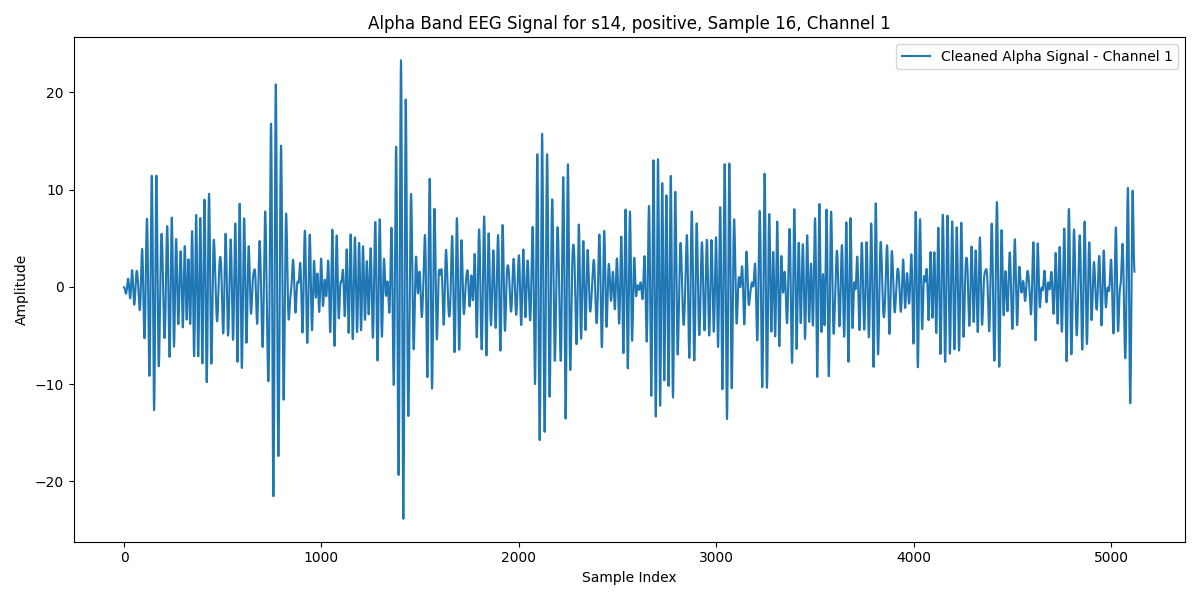 Alpha Band EEG Signal for s14, positive, Sample 16, Channel 1
Cleaned Alpha Signal - Channel 1
Amplitude
20
10
0
−10
−20
0 1000 2000 3000 4000 5000
Sample Index